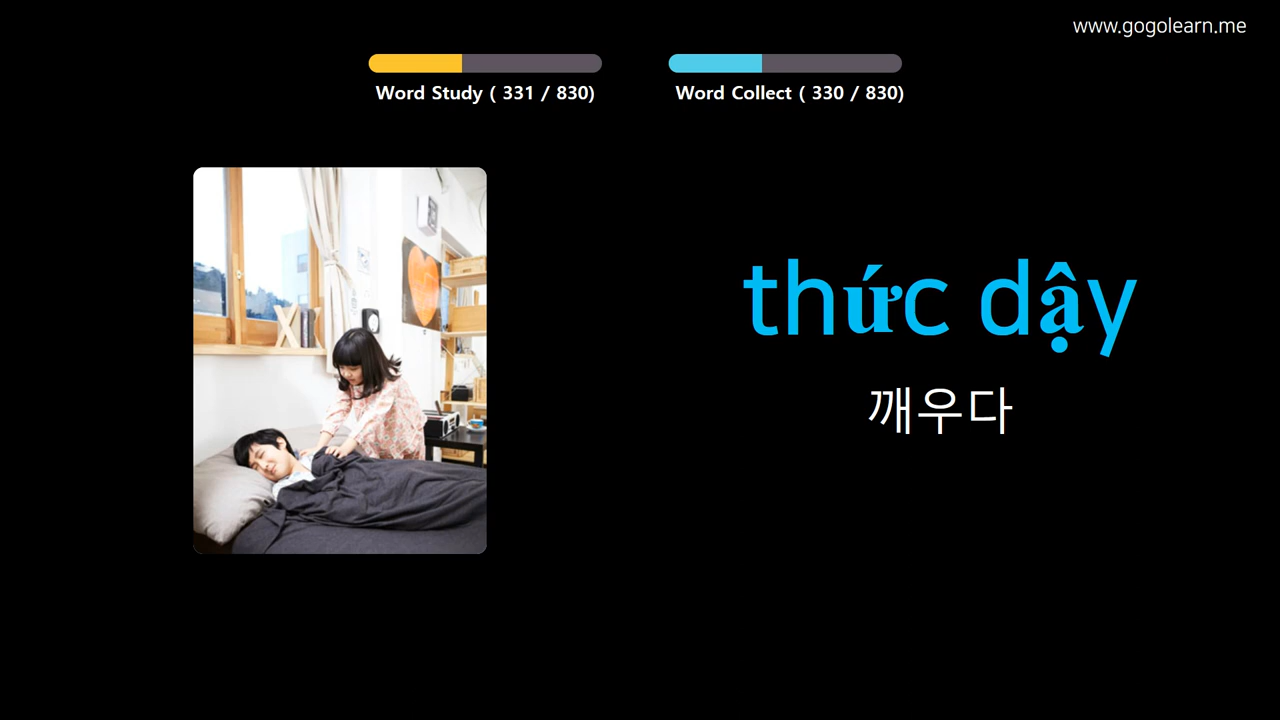 www.gogolearn.me
Word Study ( 331 / 830)
Word Collect ( 330 / 830)
thức dậy
깨우다